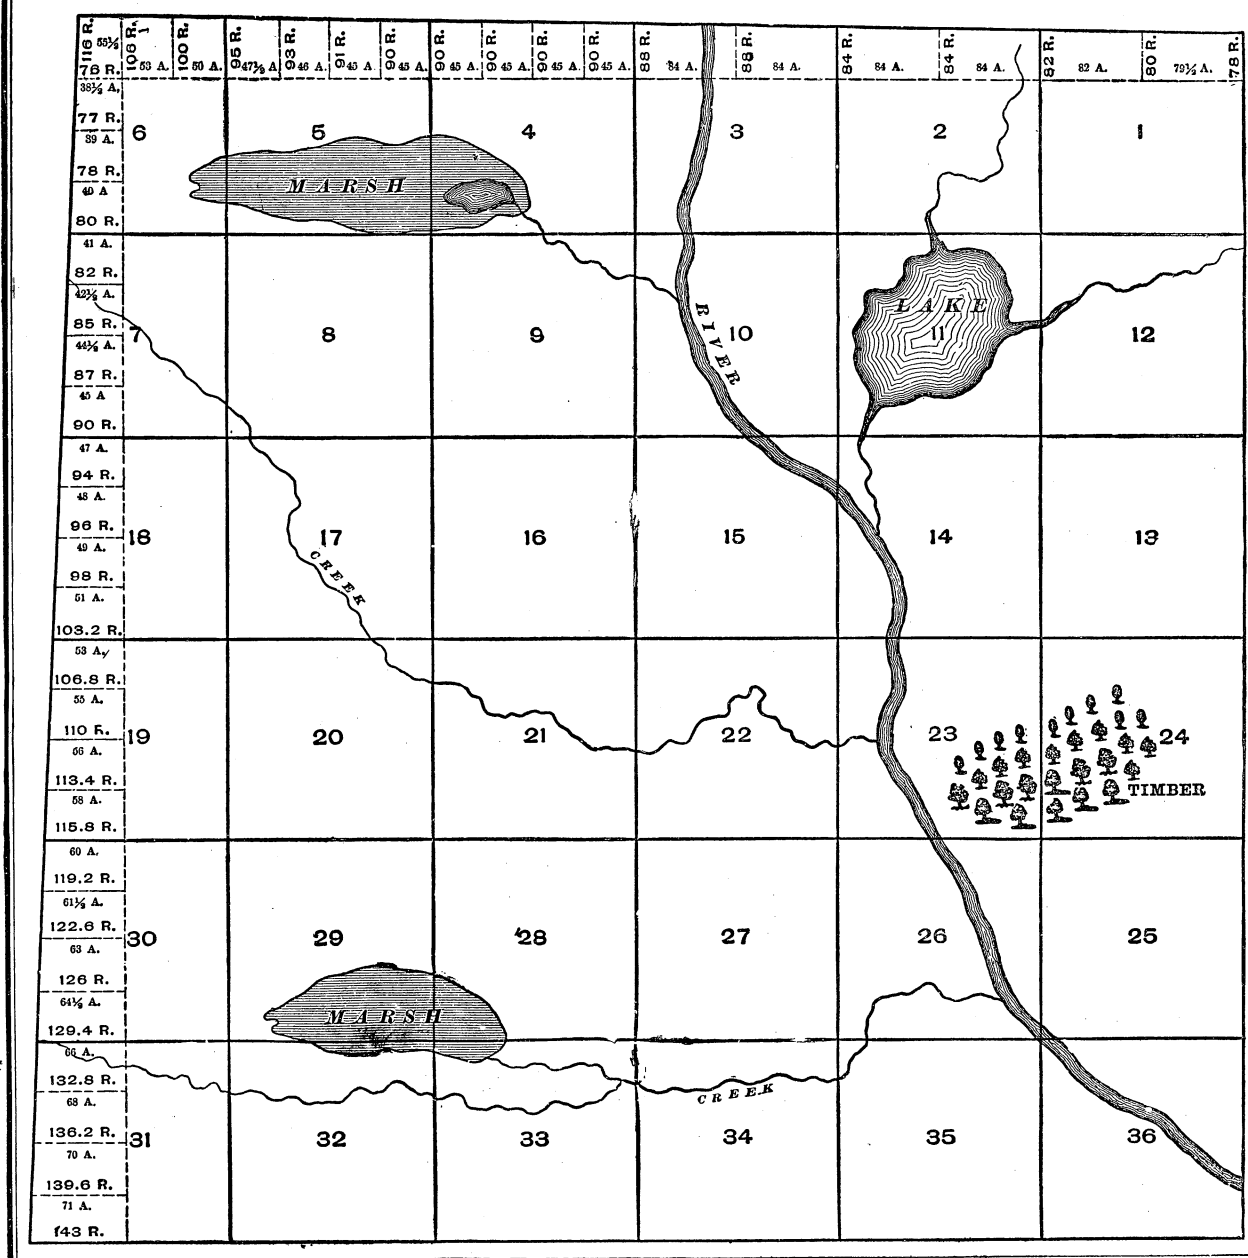 116 R. 55½ 106 R. 53 A. 100 R. 50 A. 95 R. 47½ A 93 R. 46 A. 91 R. 45 A. 90 R. 45 A. 90 R. 45 A. 90 R. 45 A. 90 R. 45 A. 90 R. 45 A. 88 R. 84 A. 88 R. 84 A. 84 R. 84 A. 84 R. 84 A. 82 R. 82 A. 80 R. 79½ A. 78 R.
76 R.
38½ A.
77 R.
6 5 4 3 2 1
39 A.
78 R.
MARSH
40 A
80 R.
41 A.
82 R.
42½ A.
LAKE
RIVER
85 R.
7 8 9 10 11 12
44½ A.
87 R.
45 A
90 R.
47 A.
94 R.
48 A.
96 R.
18 17 16 15 14 13
49 A.
CREEK
98 R.
51 A.
103.2 R.
53 A.
106.8 R.
55 A.
110 R.
19 20 21 22 23 24
56 A.
113.4 R.
TIMBER
58 A.
115.8 R.
60 A.
119.2 R.
61½ A.
122.6 R.
30 29 28 27 26 25
63 A.
126 R.
64½ A.
MARSH
129.4 R.
66 A.
132.8 R.
CREEK
68 A.
136.2 R.
31 32 33 34 35 36
70 A.
139.6 R.
71 A.
143 R.